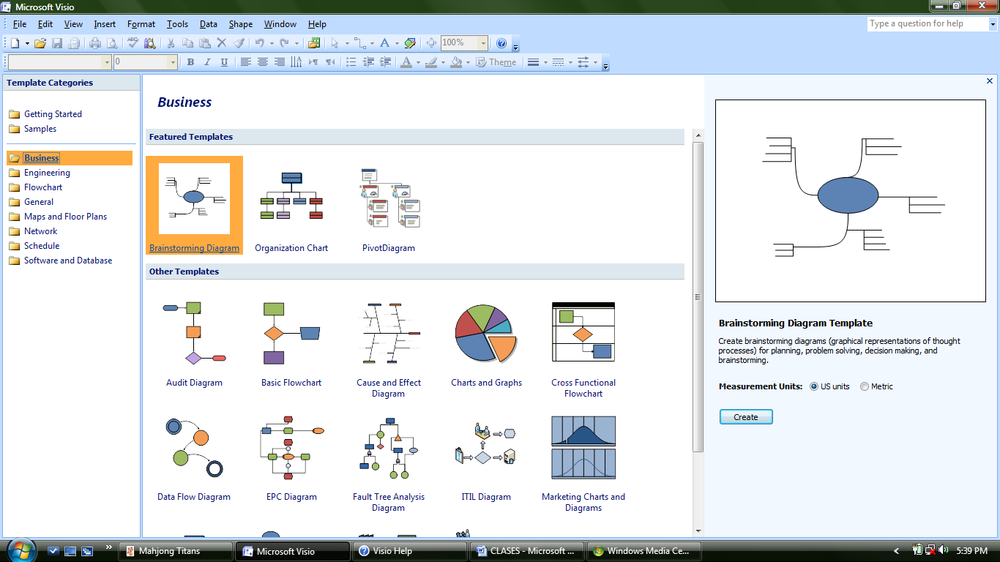 Microsoft Visio
File Edit View Insert Format Tools Data Shape Window Help
Type a question for help
100%
0 B I U Theme
Template Categories
Getting Started
Samples
Business
Engineering
Flowchart
General
Maps and Floor Plans
Network
Schedule
Software and Database
Business
Featured Templates
Brainstorming Diagram Organization Chart PivotDiagram
Other Templates
Audit Diagram Basic Flowchart Cause and Effect Diagram Charts and Graphs Cross Functional Flowchart
Data Flow Diagram EPC Diagram Fault Tree Analysis Diagram ITIL Diagram Marketing Charts and Diagrams
Brainstorming Diagram Template
Create brainstorming diagrams (graphical representations of thought
processes) for planning, problem solving, decision making, and
brainstorming.
Measurement Units: US units Metric
Create
Mahjong Titans Microsoft Visio Visio Help CLASES - Microsoft ... Windows Media Ce... 5:39 PM